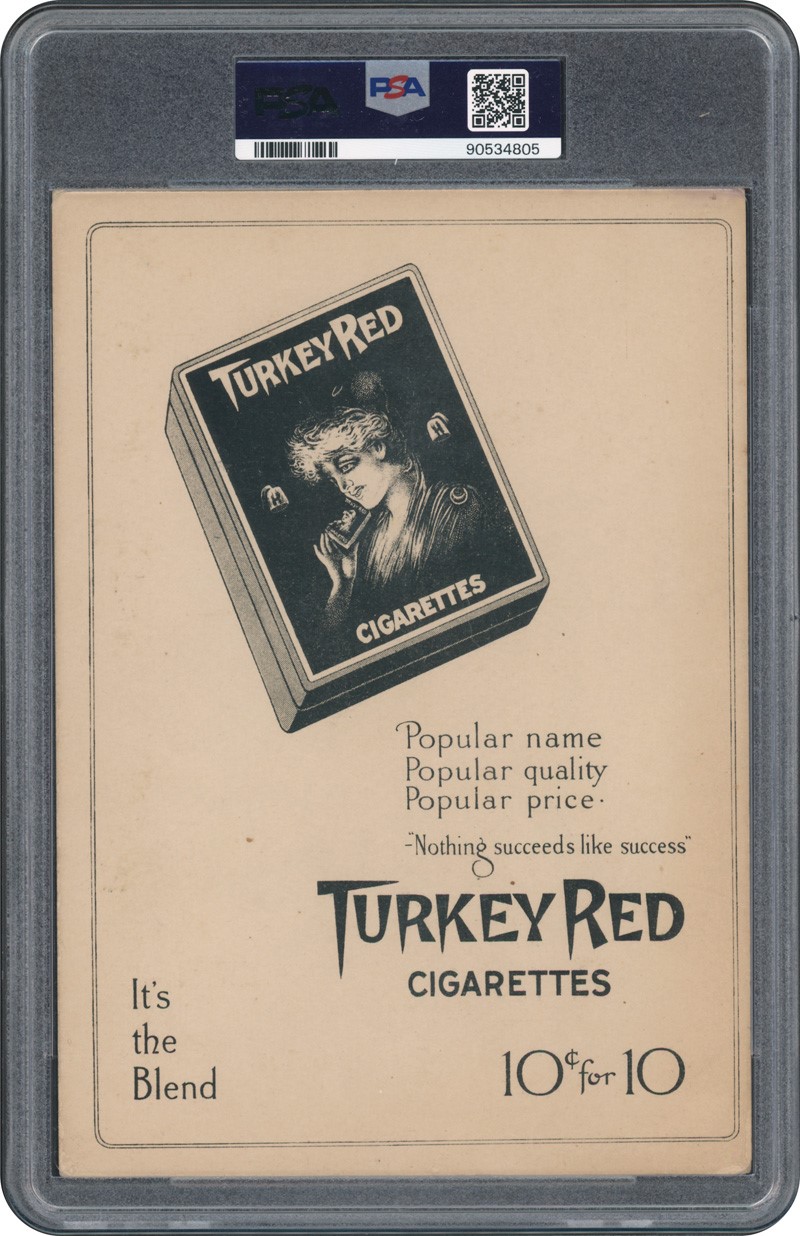 PSA
PSA
90534805
TURKEY RED
CIGARETTES
Popular name
Popular quality
Popular price.
-"Nothing succeeds like success"
TURKEY RED
CIGARETTES
It's
the
Blend
10¢ for 10